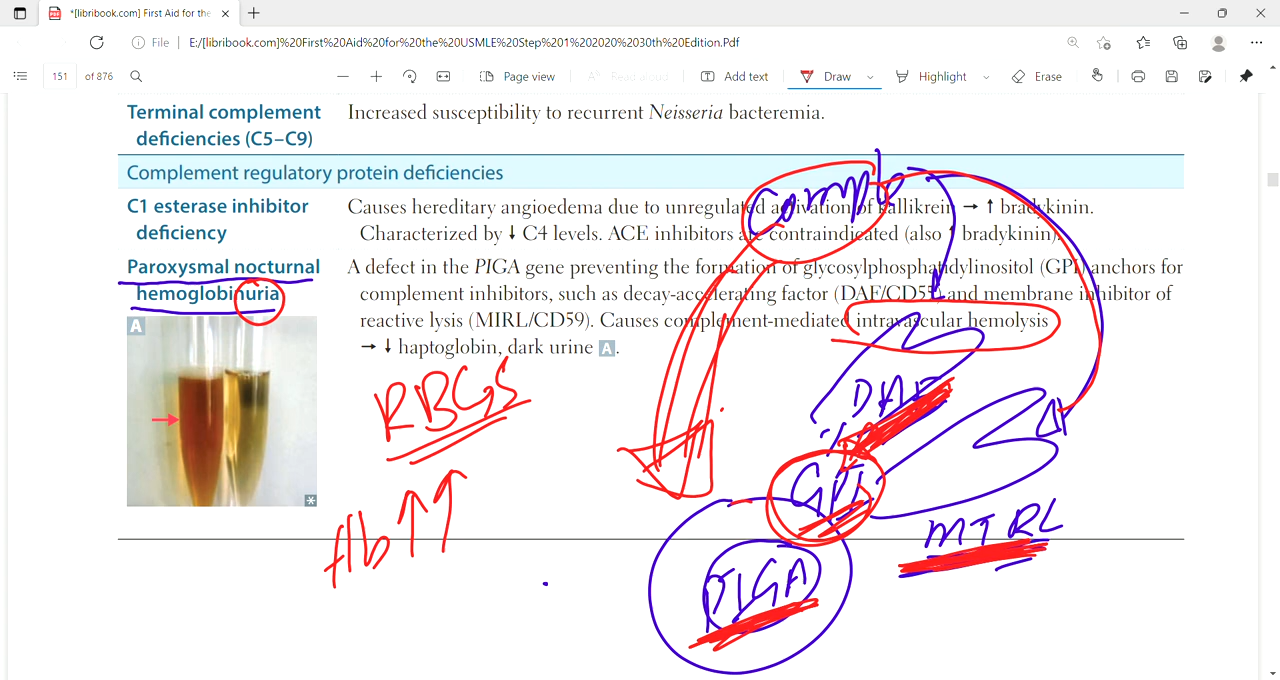 *[libribook.com] First Aid for the
File E:/[libribook.com]%20First%20Aid%20for%20the%20USMLE%20Step%201%202020%2030th%20Edition.Pdf
151 of 876 Page view Read aloud Add text Draw Highlight Erase
Terminal complement deficiencies (C5–C9)
Increased susceptibility to recurrent Neisseria bacteremia.
Complement regulatory protein deficiencies
C1 esterase inhibitor deficiency
Causes hereditary angioedema due to unregulated activation of kallikrein → ↑ bradykinin.
Characterized by ↓ C4 levels. ACE inhibitors are contraindicated (also ↑ bradykinin).
Paroxysmal nocturnal hemoglobinuria
A defect in the PIGA gene preventing the formation of glycosylphosphatidylinositol (GPI) anchors for
complement inhibitors, such as decay-accelerating factor (DAF/CD55) and membrane inhibitor of
reactive lysis (MIRL/CD59). Causes complement-mediated intravascular hemolysis
→ ↓ haptoglobin, dark urine A.
A
*
Comple
RBCs
DAF
GPI
Hb ↑↑
MIRL
PIGA